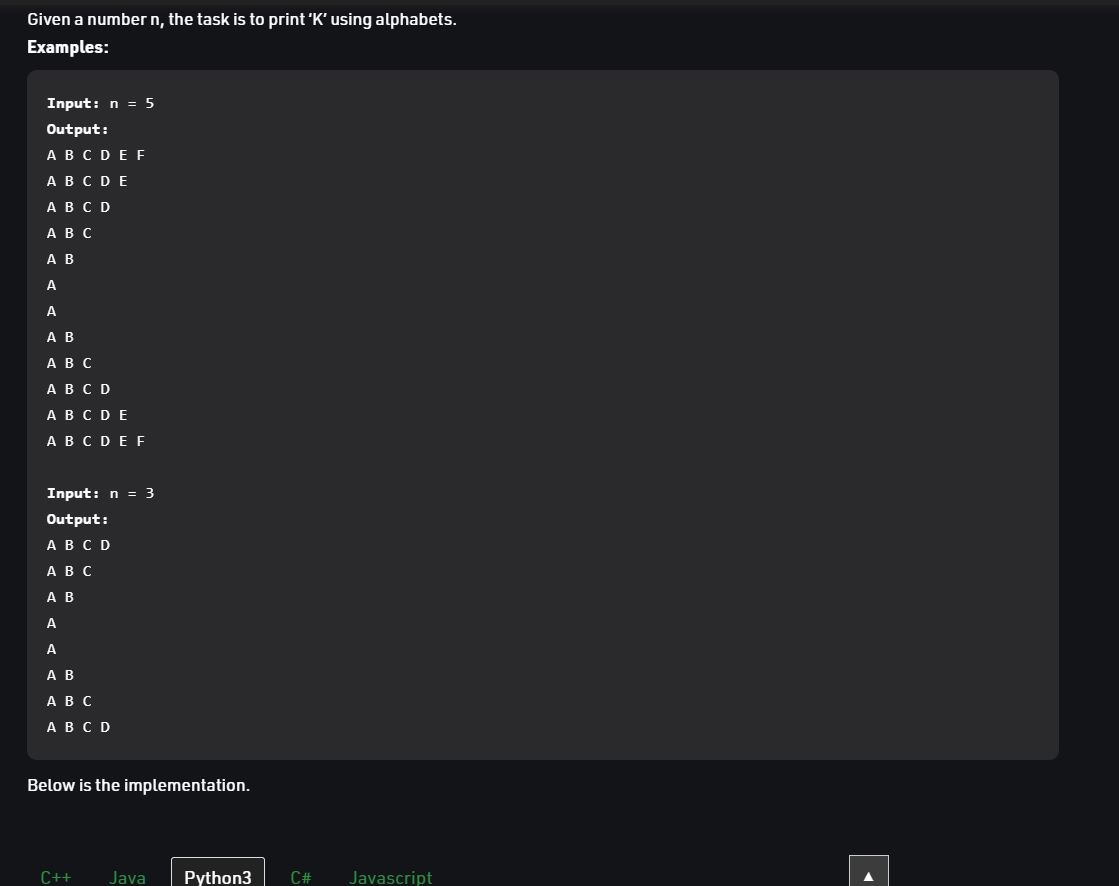 Given a number n, the task is to print ‘K’ using alphabets.
Examples:
Input: n = 5
Output:
A B C D E F
A B C D E
A B C D
A B C
A B
A
A
A B
A B C
A B C D
A B C D E
A B C D E F
Input: n = 3
Output:
A B C D
A B C
A B
A
A
A B
A B C
A B C D
Below is the implementation.
C++ Java Python3 C# Javascript